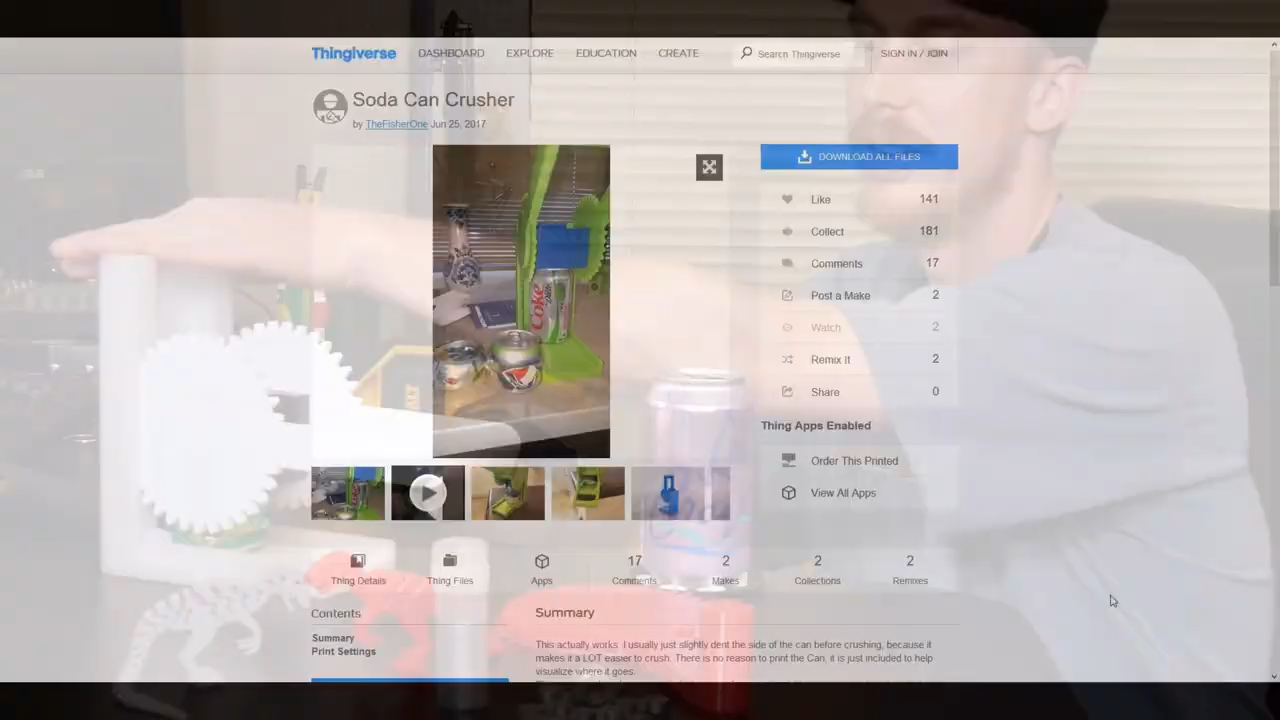 Thingiverse DASHBOARD EXPLORE EDUCATION CREATE Search Thingiverse SIGN IN / JOIN
Soda Can Crusher
by TheFisherOne Jun 25, 2017
DOWNLOAD ALL FILES
Like 141
Collect 181
Comments 17
Post a Make 2
Watch 2
Remix It 2
Share 0
Coke
Thing Apps Enabled
Order This Printed
View All Apps
17 2 2 2
Thing Details Thing Files Apps Comments Makes Collections Remixes
Contents
Summary
Print Settings
Summary
This actually works. I usually just slightly dent the side of the can before crushing, because it
makes it a LOT easier to crush. There is no reason to print the Can, it is just included to help
visualize where it goes.